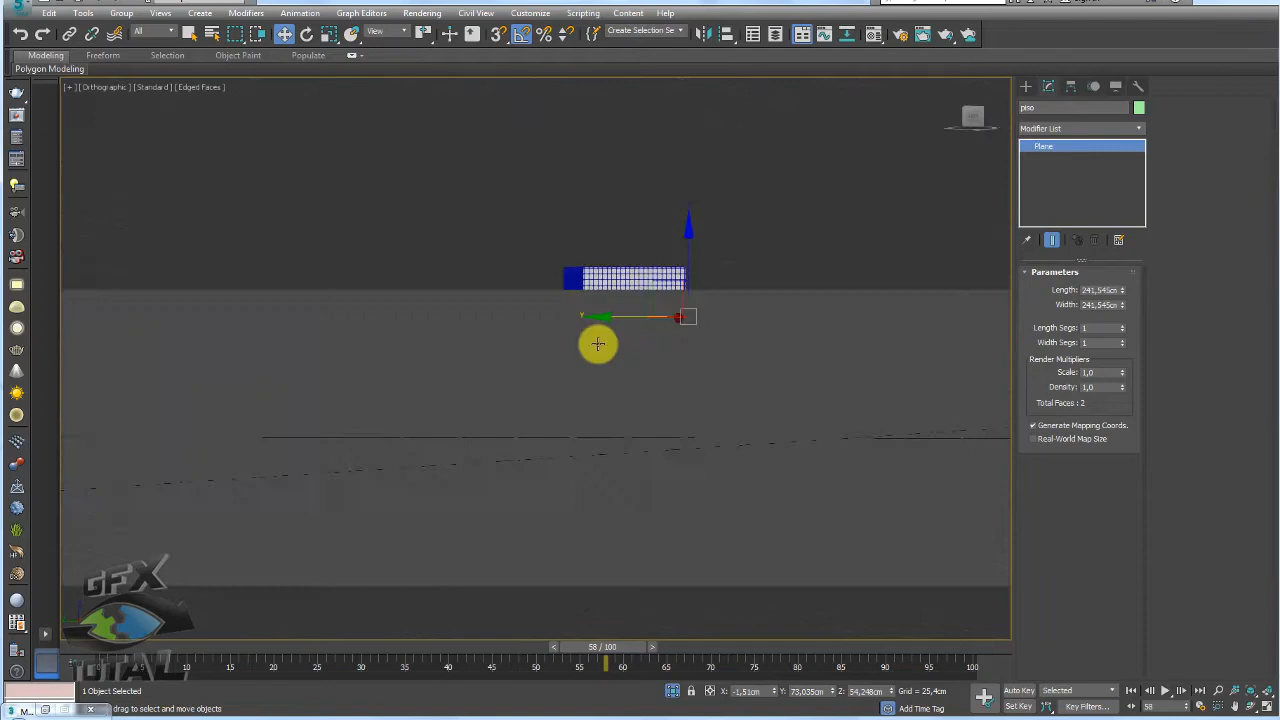 Edit Tools Group Views Create Modifiers Animation Graph Editors Rendering Civil View Customize Scripting Content Help
All View Create Selection Se
Modeling Freeform Selection Object Paint Populate
Polygon Modeling
[+][Orthographic][Standard][Edged Faces]
piso
Modifier List
Plane
Parameters
Length: 241,545cm
Width: 241,545cm
Length Segs: 1
Width Segs: 1
Render Multipliers
Scale: 1,0
Density: 1,0
Total Faces : 2
Generate Mapping Coords.
Real-World Map Size
Y
GFX
TOTAL
58 / 100
15 20 25 30 35 40 45 50 55 60 65 70 75 80 85 90 95 100
1 Object Selected
X: -1,51cm Y: 73,035cm Z: 54,248cm Grid = 25,4cm
Auto Key Selected
drag to select and move objects
Add Time Tag
Set Key Key Filters... 58